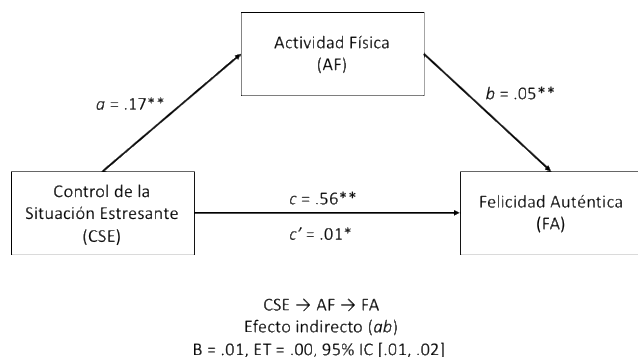 Actividad Física
(AF)
a = .17**
b = .05**
Control de la
Situación Estresante
(CSE)
c = .56**
c’ = .01*
Felicidad Auténtica
(FA)
CSE → AF → FA
Efecto indirecto (ab)
B = .01, ET = .00, 95% IC [.01, .02]